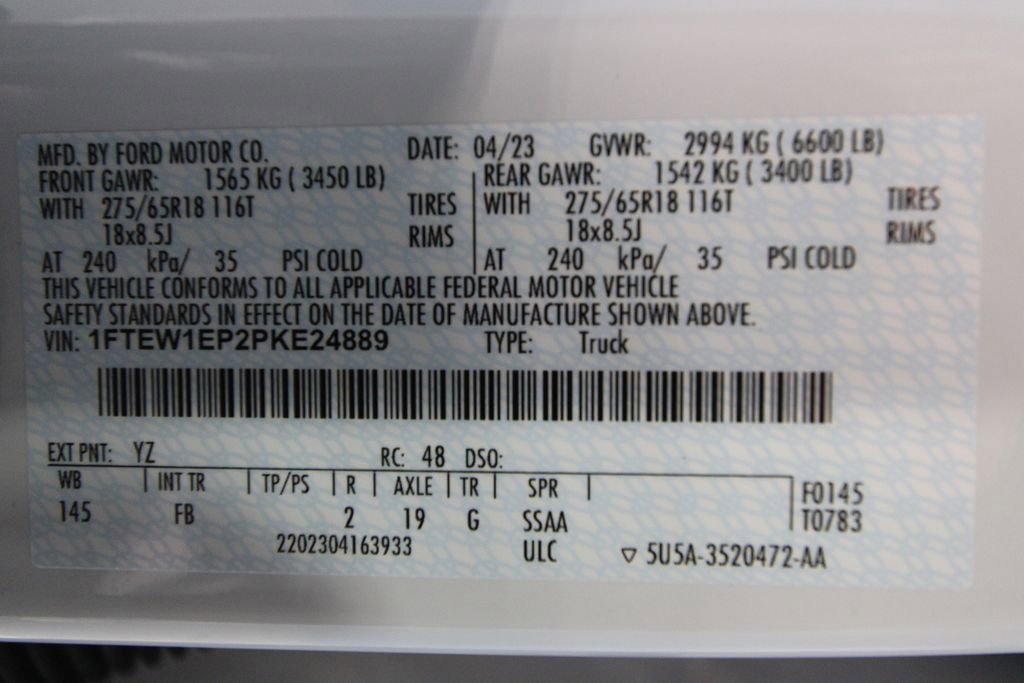 MFD. BY FORD MOTOR CO. DATE: 04/23 GVWR: 2994 KG ( 6600 LB)
FRONT GAWR: 1565 KG ( 3450 LB) REAR GAWR: 1542 KG ( 3400 LB)
WITH 275/65R18 116T TIRES WITH 275/65R18 116T TIRES
18x8.5J RIMS 18x8.5J RIMS
AT 240 kPa/ 35 PSI COLD AT 240 kPa/ 35 PSI COLD
THIS VEHICLE CONFORMS TO ALL APPLICABLE FEDERAL MOTOR VEHICLE
SAFETY STANDARDS IN EFFECT ON THE DATE OF MANUFACTURE SHOWN ABOVE.
VIN: 1FTEW1EP2PKE24889 TYPE: Truck
EXT PNT: YZ RC: 48 DSO:
WB INT TR TP/PS R AXLE TR SPR F0145
145 FB 2 19 G SSAA T0783
2202304163933 ULC ▽ 5U5A-3520472-AA